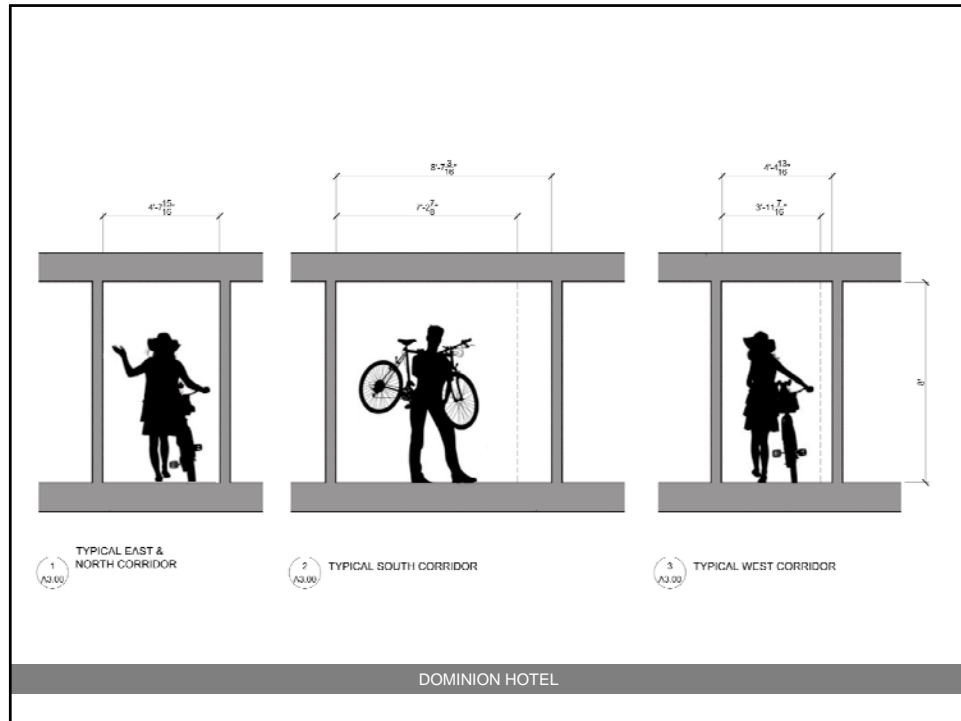 8'-7 3/16"
4'-4 13/16"
4'-7 15/16"
7'-2 7/8"
3'-11 7/16"
8'
1
A3.00
TYPICAL EAST &
NORTH CORRIDOR
2
A3.00
TYPICAL SOUTH CORRIDOR
3
A3.00
TYPICAL WEST CORRIDOR
DOMINION HOTEL